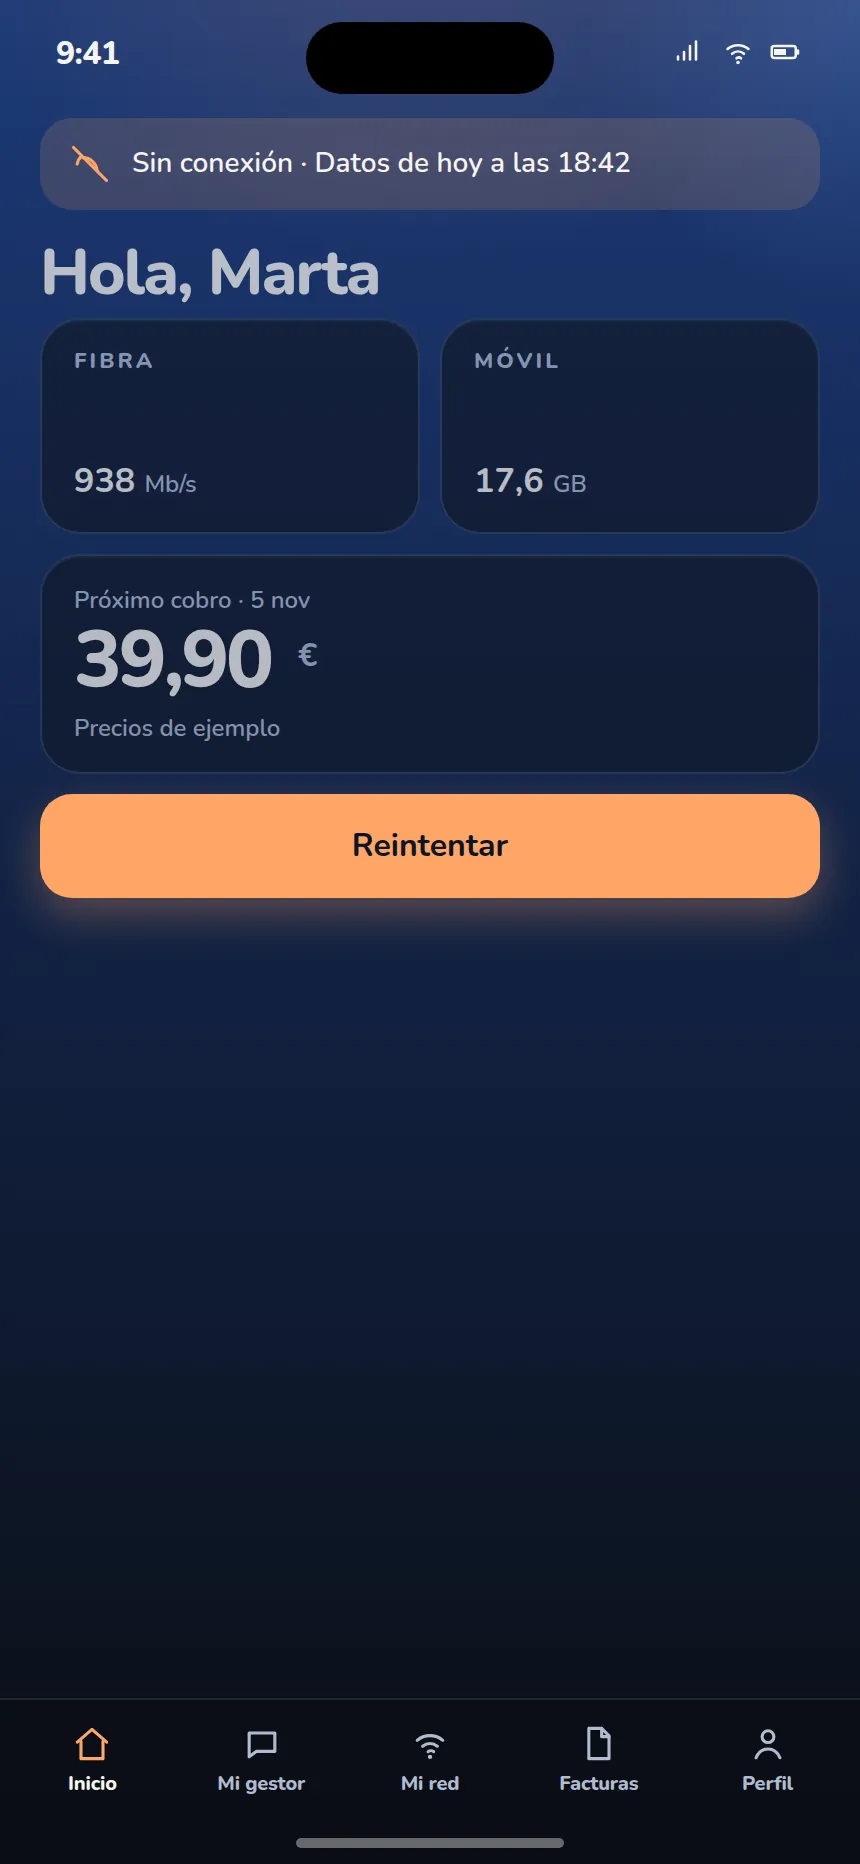 9:41
Sin conexión · Datos de hoy a las 18:42
Hola, Marta
FIBRA
938 Mb/s
MÓVIL
17,6 GB
Próximo cobro · 5 nov
39,90 €
Precios de ejemplo
Reintentar
Inicio
Mi gestor
Mi red
Facturas
Perfil